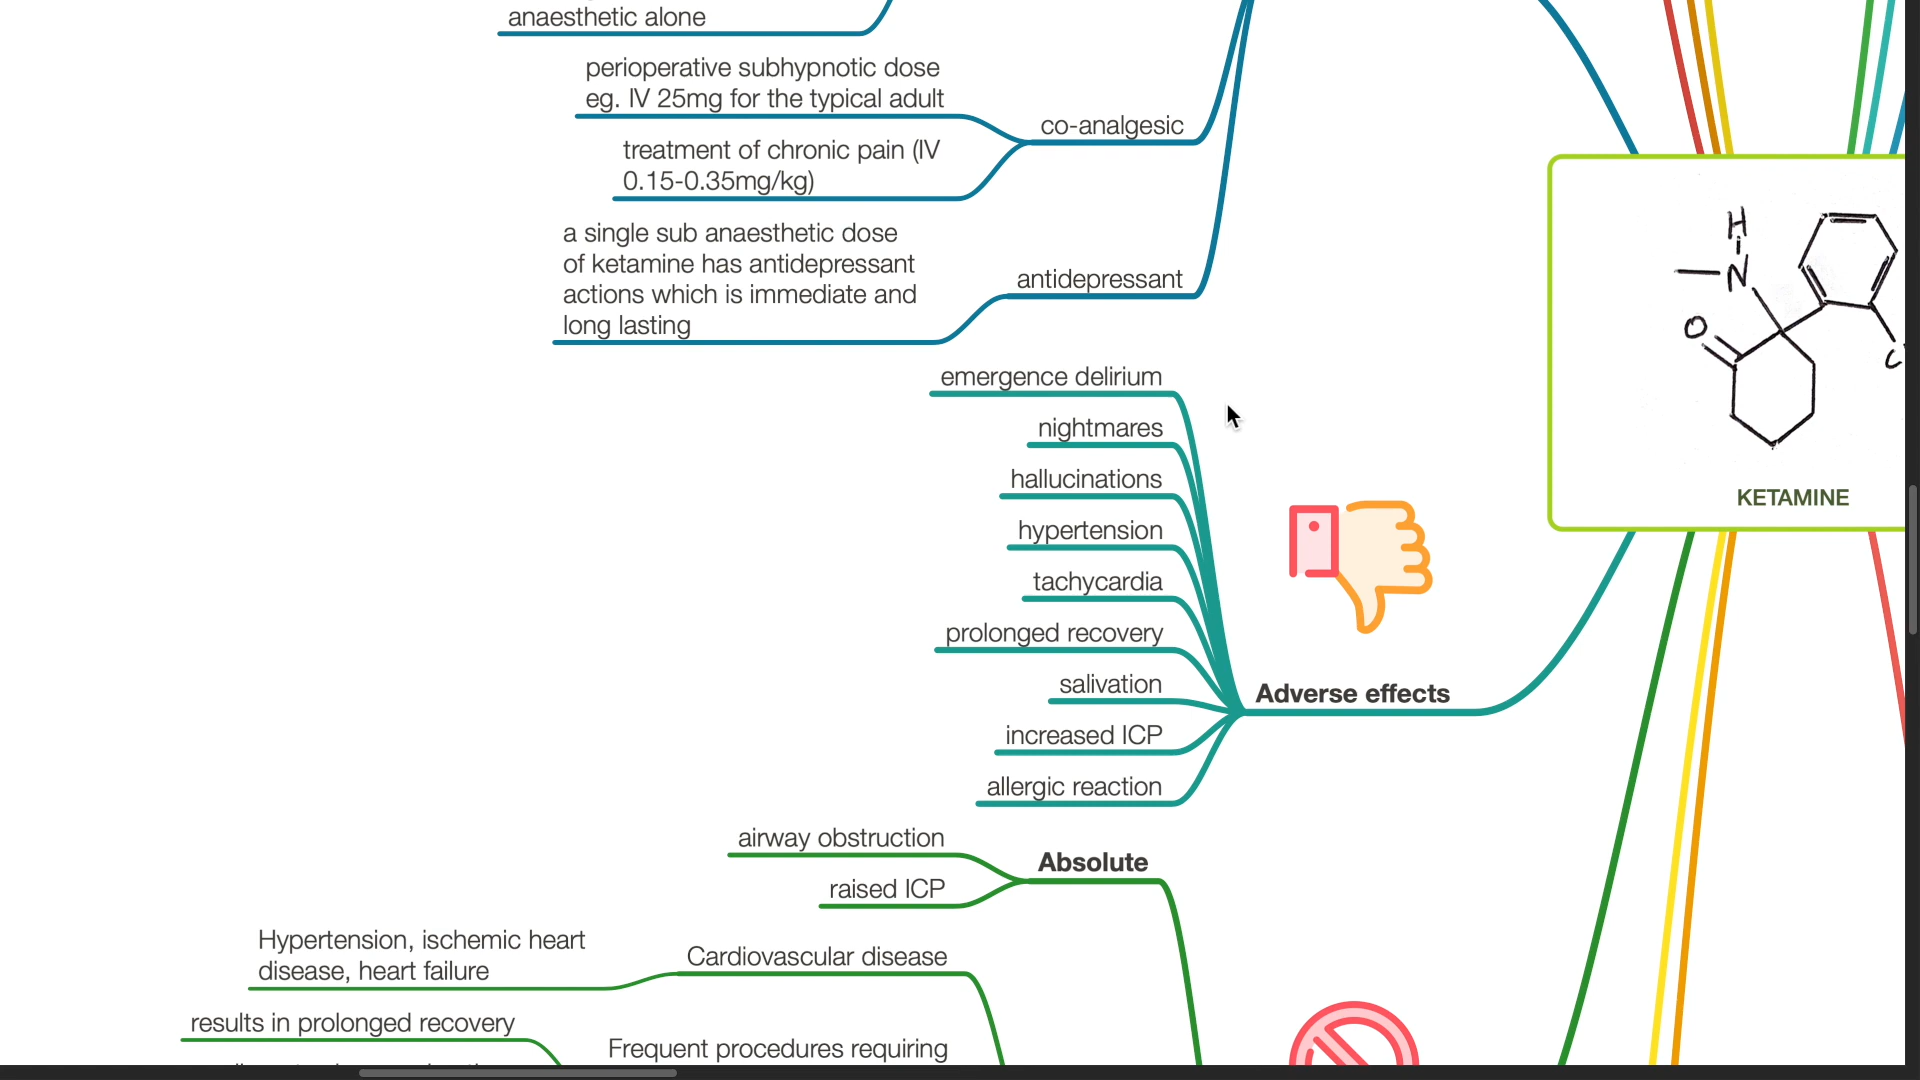 anaesthetic alone
perioperative subhypnotic dose
eg. IV 25mg for the typical adult
co-analgesic
treatment of chronic pain (IV
0.15-0.35mg/kg)
a single sub anaesthetic dose
of ketamine has antidepressant
actions which is immediate and
long lasting
antidepressant
emergence delirium
nightmares
hallucinations
hypertension
tachycardia
prolonged recovery
salivation
increased ICP
allergic reaction
Adverse effects
H
N
O
KETAMINE
airway obstruction
raised ICP
Absolute
Hypertension, ischemic heart
disease, heart failure
Cardiovascular disease
results in prolonged recovery
Frequent procedures requiring